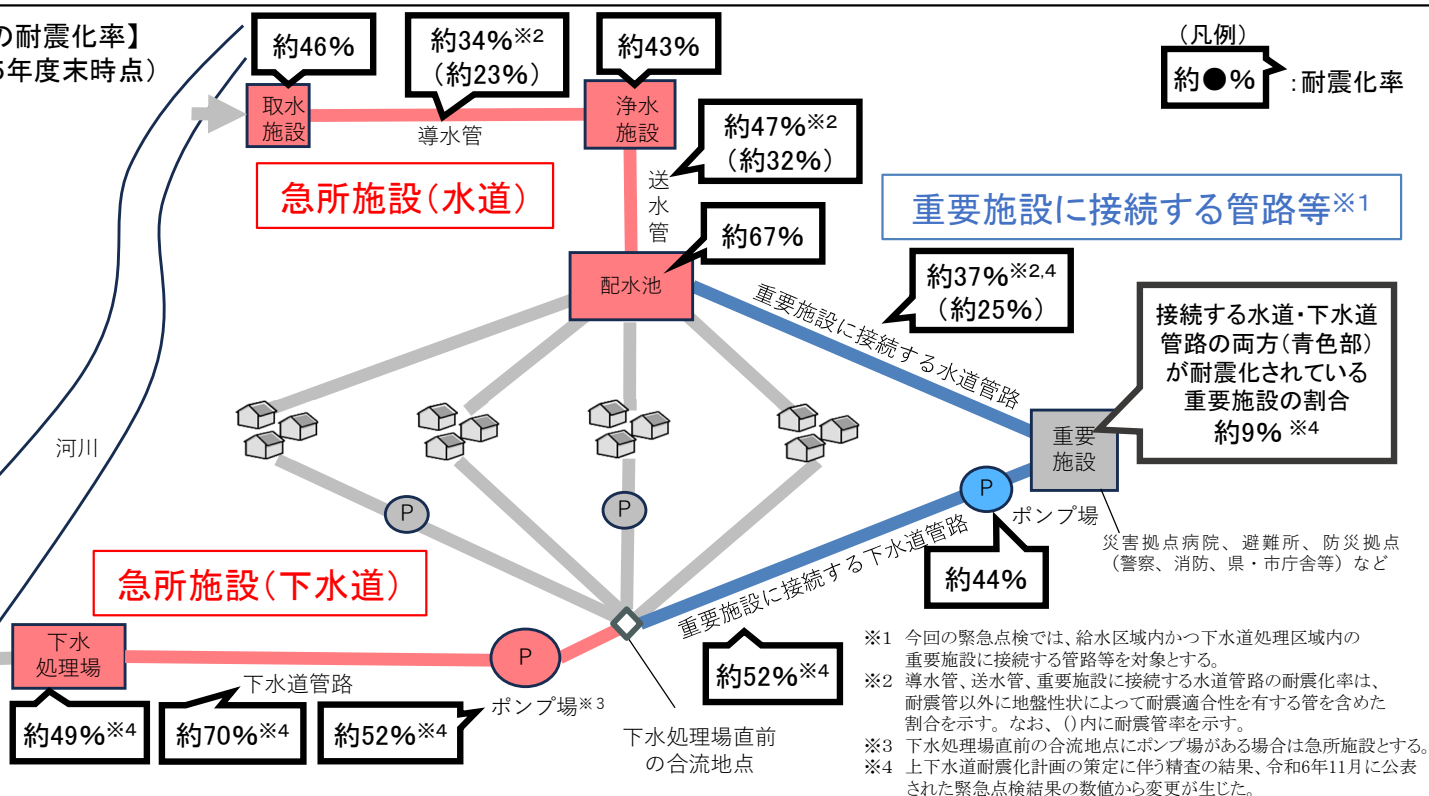 の耐震化率】
5年度末時点）
約46%
約34%※2
（約23%）
約43%
（凡例）
約●%
：耐震化率
取水
施設
導水管
浄水
施設
約47%※2
（約32%）
急所施設（水道）
送
水
管
重要施設に接続する管路等※1
約67%
配水池
約37%※2,4
（約25%）
重要施設に接続する水道管路
接続する水道・下水道
管路の両方（青色部）
が耐震化されている
重要施設の割合
約9% ※4
河川
重要
施設
P
P
P
ポンプ場
災害拠点病院、避難所、防災拠点
（警察、消防、県・市庁舎等）など
約44%
重要施設に接続する下水道管路
急所施設（下水道）
下水
処理場
P
下水道管路
ポンプ場※3
約49%※4
約70%※4
約52%※4
約52%※4
下水処理場直前
の合流地点
※1 今回の緊急点検では、給水区域内かつ下水道処理区域内の
重要施設に接続する管路等を対象とする。
※2 導水管、送水管、重要施設に接続する水道管路の耐震化率は、
耐震管以外に地盤性状によって耐震適合性を有する管を含めた
割合を示す。なお、（）内に耐震管率を示す。
※3 下水処理場直前の合流地点にポンプ場がある場合は急所施設とする。
※4 上下水道耐震化計画の策定に伴う精査の結果、令和6年11月に公表
された緊急点検結果の数値から変更が生じた。